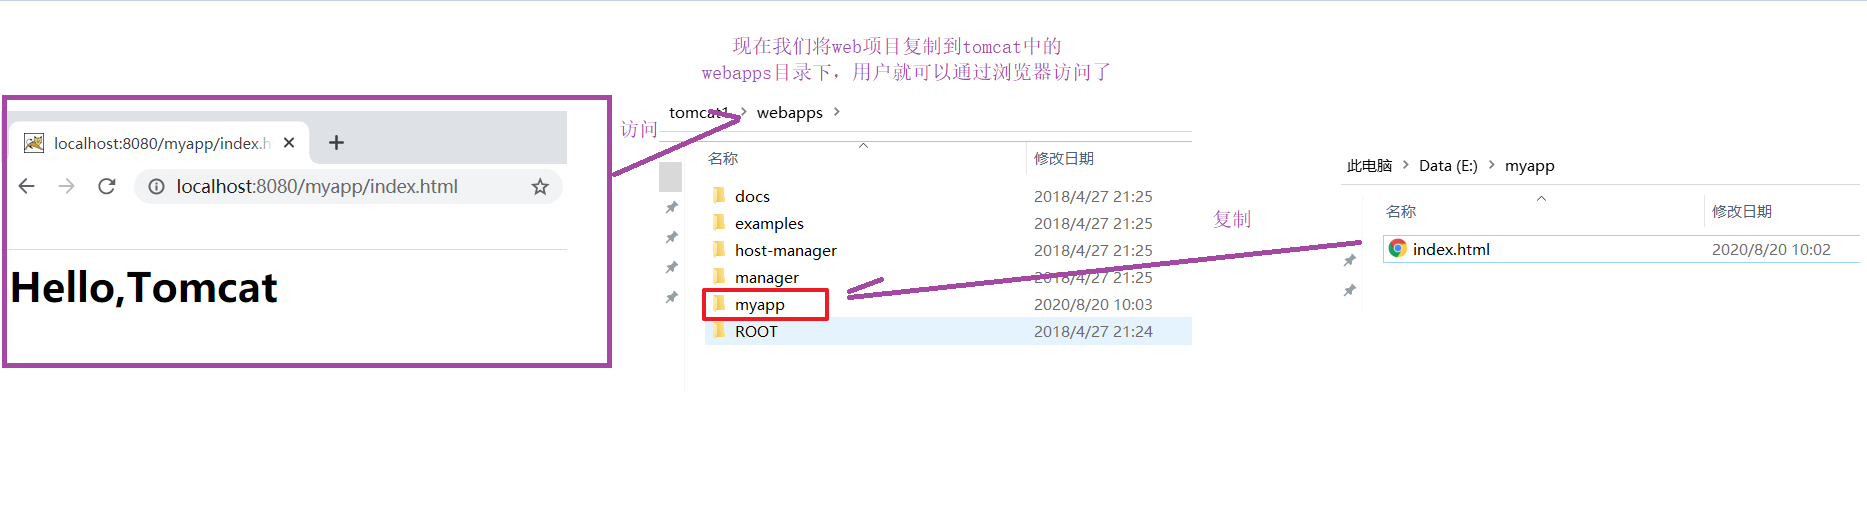 现在我们将web项目复制到tomcat中的
webapps目录下，用户就可以通过浏览器访问了
localhost:8080/myapp/index.h
localhost:8080/myapp/index.html
Hello,Tomcat
访问
tomcat1 > webapps >
名称 修改日期
docs 2018/4/27 21:25
examples 2018/4/27 21:25
host-manager 2018/4/27 21:25
manager 2018/4/27 21:25
myapp 2020/8/20 10:03
ROOT 2018/4/27 21:24
复制
此电脑 > Data (E:) > myapp
名称 修改日期
index.html 2020/8/20 10:02